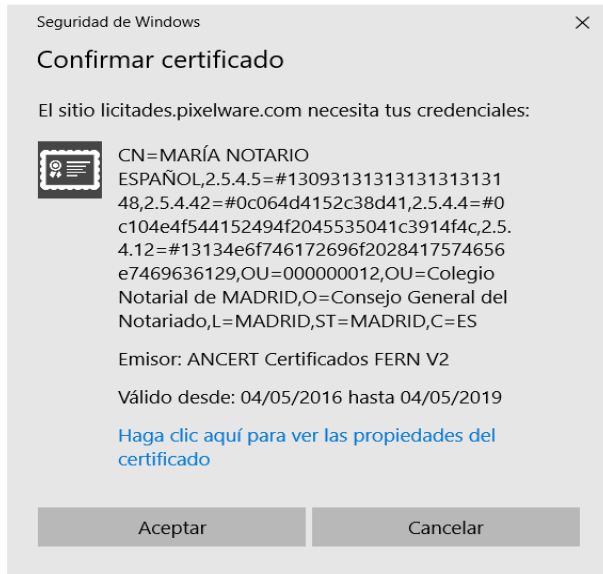 Seguridad de Windows
Confirmar certificado
El sitio licitades.pixelware.com necesita tus credenciales:
CN=MARÍA NOTARIO
ESPAÑOL,2.5.4.5=#13093131313131313131
48,2.5.4.42=#0c064d4152c38d41,2.5.4.4=#0
c104e4f544152494f2045535041c3914f4c,2.5.
4.12=#13134e6f746172696f2028417574656
e7469636129,OU=000000012,OU=Colegio
Notarial de MADRID,O=Consejo General del
Notariado,L=MADRID,ST=MADRID,C=ES
Emisor: ANCERT Certificados FERN V2
Válido desde: 04/05/2016 hasta 04/05/2019
Haga clic aquí para ver las propiedades del
certificado
Aceptar
Cancelar